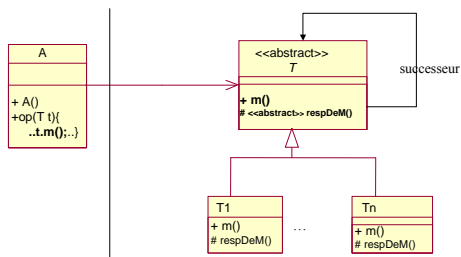 A
+ A()
+op(T t){
..t.m();..}
<<abstract>>
T
+ m()
# <<abstract>> respDeM()
successeur
T1
+ m()
# respDeM()
...
Tn
+ m()
# respDeM()